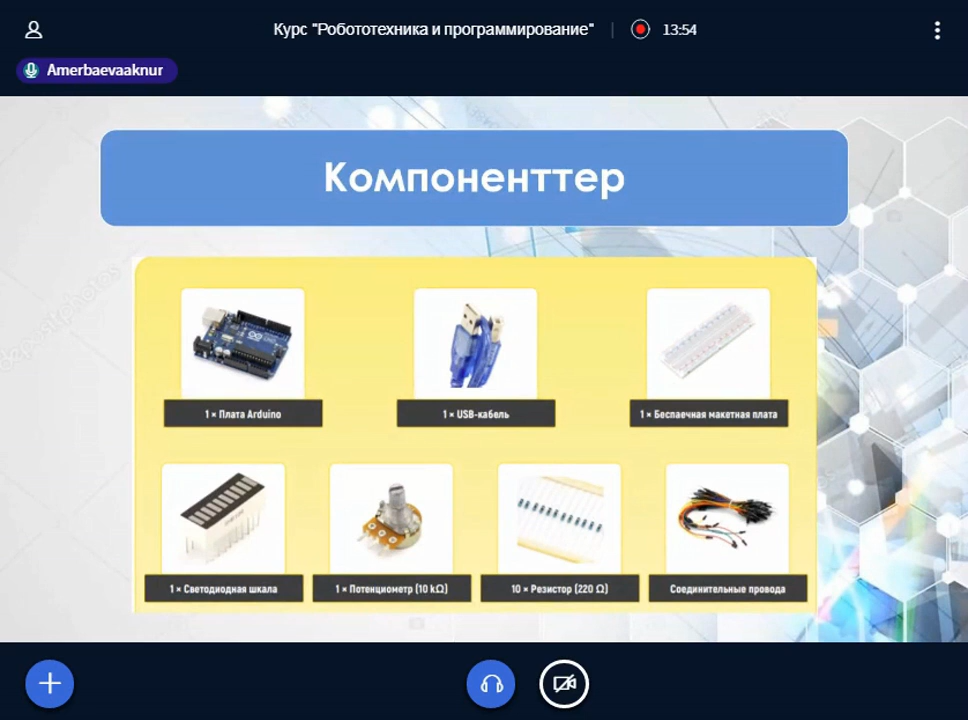 Курс "Робототехника и программирование"
13:54
Amerbaevaaknur
Компоненттер
1 × Плата Arduino
1 × USB-кабель
1 × Беспаечная макетная плата
1 × Светодиодная шкала
1 × Потенциометр (10 kΩ)
10 × Резистор (220 Ω)
Соединительные провода